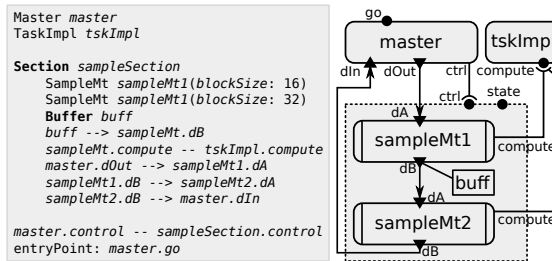 Master master
TaskImpl tskImpl
Section sampleSection
SampleMt sampleMt1(blockSize: 16)
SampleMt sampleMt1(blockSize: 32)
Buffer buff
buff --> sampleMt.dB
sampleMt.compute -- tskImpl.compute
master.dOut --> sampleMt1.dA
sampleMt1.dB --> sampleMt2.dA
sampleMt2.dB --> master.dIn
master.control -- sampleSection.control
entryPoint: master.go
go
master
tskImp
dIn
dOut
ctrl
compute
ctrl
state
dA
sampleMt1
compute
dB
buff
dA
sampleMt2
compute
dB